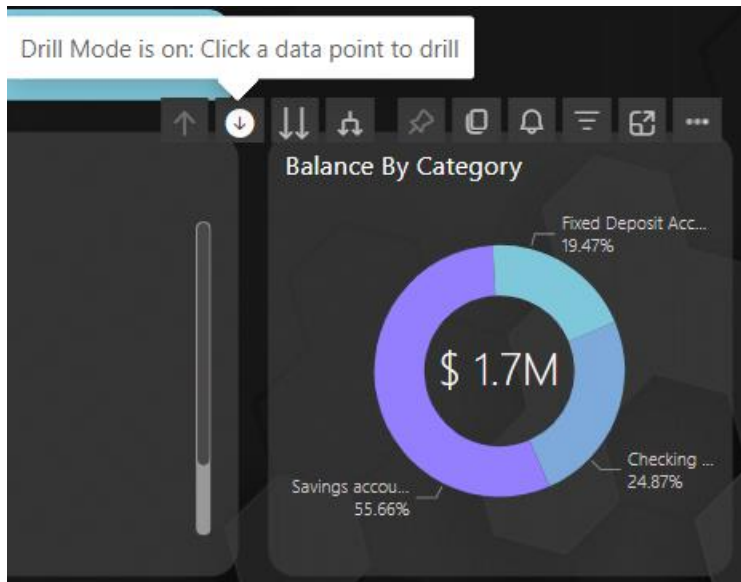 Drill Mode is on: Click a data point to drill
Balance By Category
Fixed Deposit Acc...
19.47%
$ 1.7M
Checking ...
24.87%
Savings accou...
55.66%